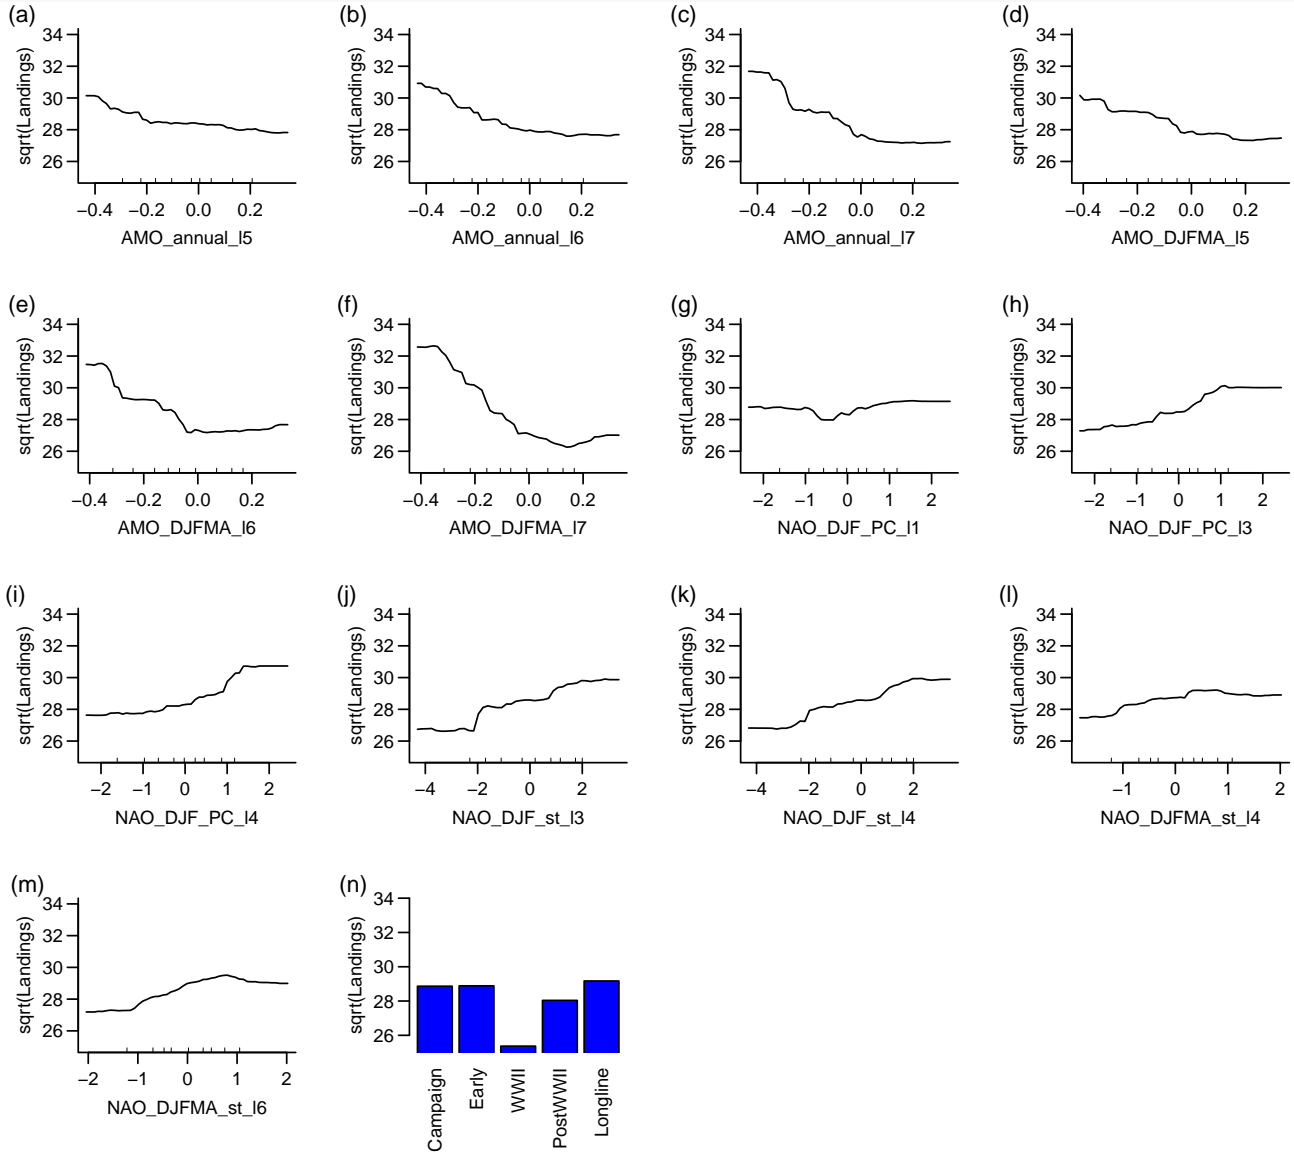 (a) (b) (c) (d)
sqrt(Landings) 34 32 30 28 26 sqrt(Landings) 34 32 30 28 26 sqrt(Landings) 34 32 30 28 26 sqrt(Landings) 34 32 30 28 26
−0.4 −0.2 0.0 0.2 −0.4 −0.2 0.0 0.2 −0.4 −0.2 0.0 0.2 −0.4 −0.2 0.0 0.2
AMO_annual_l5 AMO_annual_l6 AMO_annual_l7 AMO_DJFMA_l5
(e) (f) (g) (h)
sqrt(Landings) 34 32 30 28 26 sqrt(Landings) 34 32 30 28 26 sqrt(Landings) 34 32 30 28 26 sqrt(Landings) 34 32 30 28 26
−0.4 −0.2 0.0 0.2 −0.4 −0.2 0.0 0.2 −2 −1 0 1 2 −2 −1 0 1 2
AMO_DJFMA_l6 AMO_DJFMA_l7 NAO_DJF_PC_l1 NAO_DJF_PC_l3
(i) (j) (k) (l)
sqrt(Landings) 34 32 30 28 26 sqrt(Landings) 34 32 30 28 26 sqrt(Landings) 34 32 30 28 26 sqrt(Landings) 34 32 30 28 26
−2 −1 0 1 2 −4 −2 0 2 −4 −2 0 2 −1 0 1 2
NAO_DJF_PC_l4 NAO_DJF_st_l3 NAO_DJF_st_l4 NAO_DJFMA_st_l4
(m) (n)
sqrt(Landings) 34 32 30 28 26 sqrt(Landings) 34 32 30 28 26
−2 −1 0 1 2 Campaign Early WWII PostWWII Longline
NAO_DJFMA_st_l6